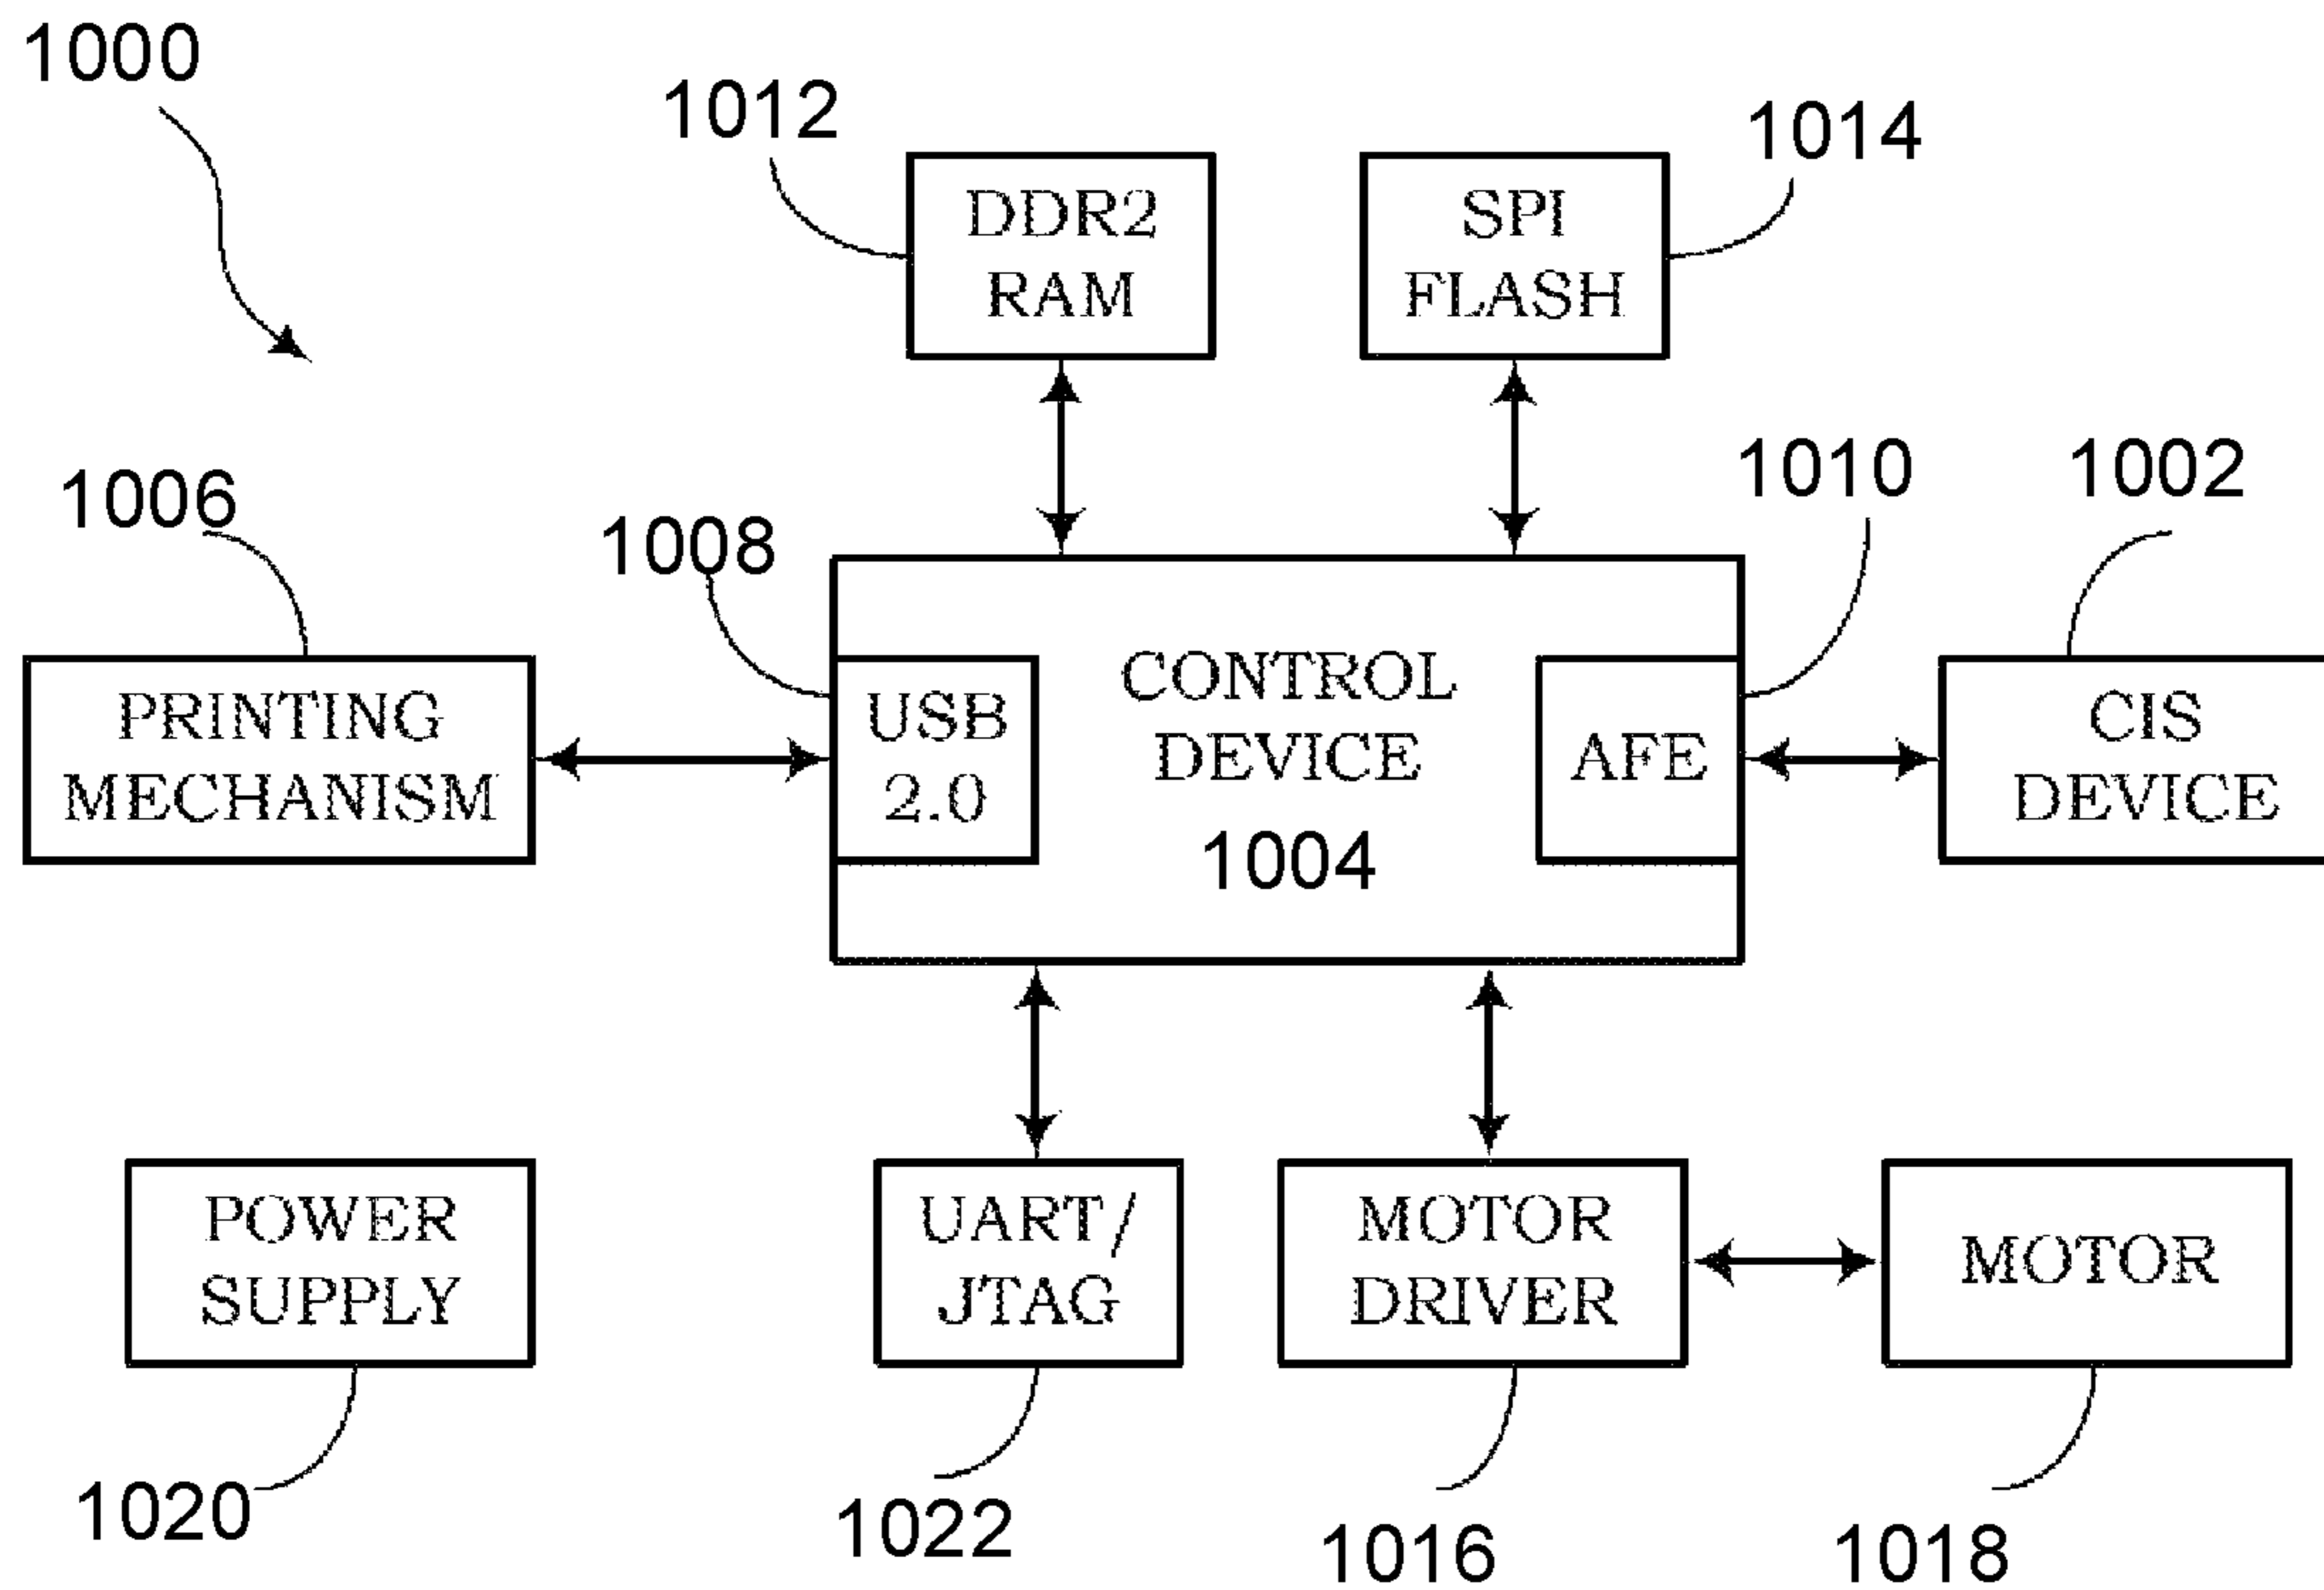 1000
1012
1014
DDR2
RAM
SPI
FLASH
1010
1002
1006
1008
PRINTING
MECHANISM
USB
2.0
CONTROL
DEVICE
1004
AFE
CIS
DEVICE
POWER
SUPPLY
UART/
JTAG
MOTOR
DRIVER
MOTOR
1020
1022
1016
1018